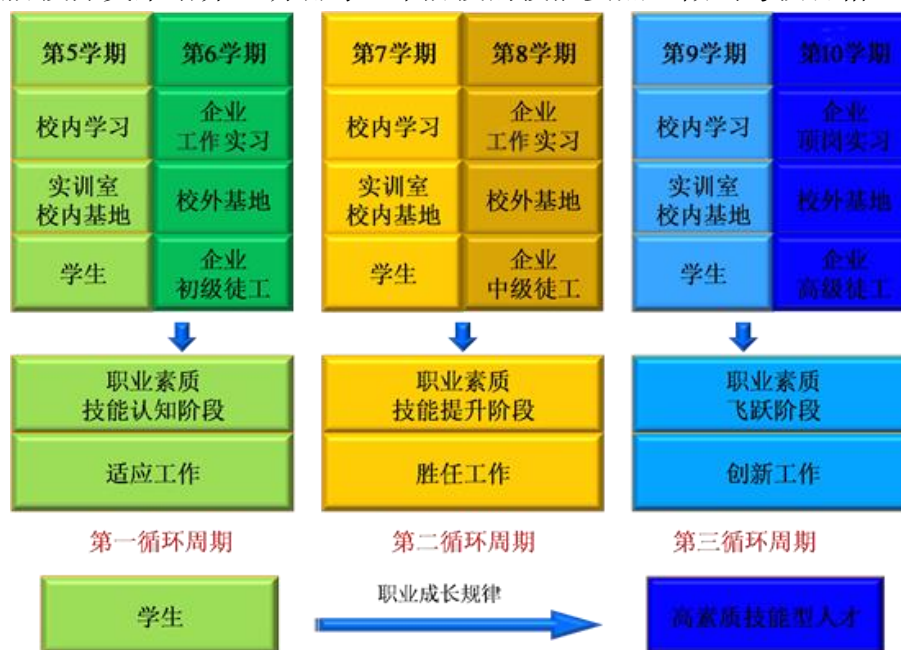 第5学期 第6学期 第7学期 第8学期 第9学期 第10学期
校内学习 企业 工作实习 校内学习 企业 工作实习 校内学习 企业 顶岗实习
实训室 校内基地 校外基地 实训室 校内基地 校外基地 实训室 校内基地 校外基地
学生 企业 初级徒工 学生 企业 中级徒工 学生 企业 高级徒工
职业素质 职业素质 职业素质
技能认知阶段 技能提升阶段 飞跃阶段
适应工作 胜任工作 创新工作
第一循环周期 第二循环周期 第三循环周期
学生 职业成长规律 高素质技能型人才